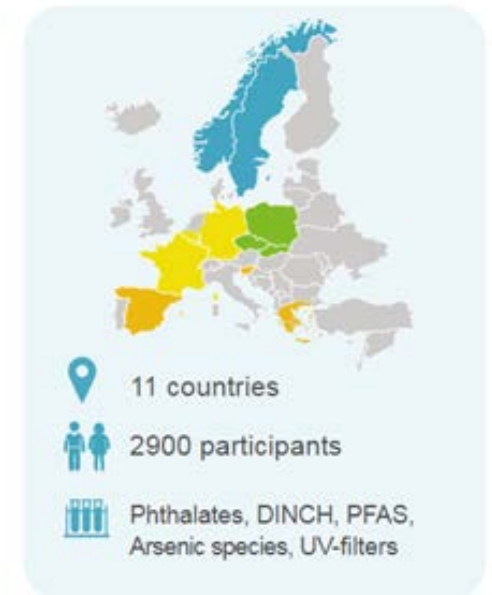 11 countries
2900 participants
Phthalates, DINCH, PFAS,
Arsenic species, UV-filters